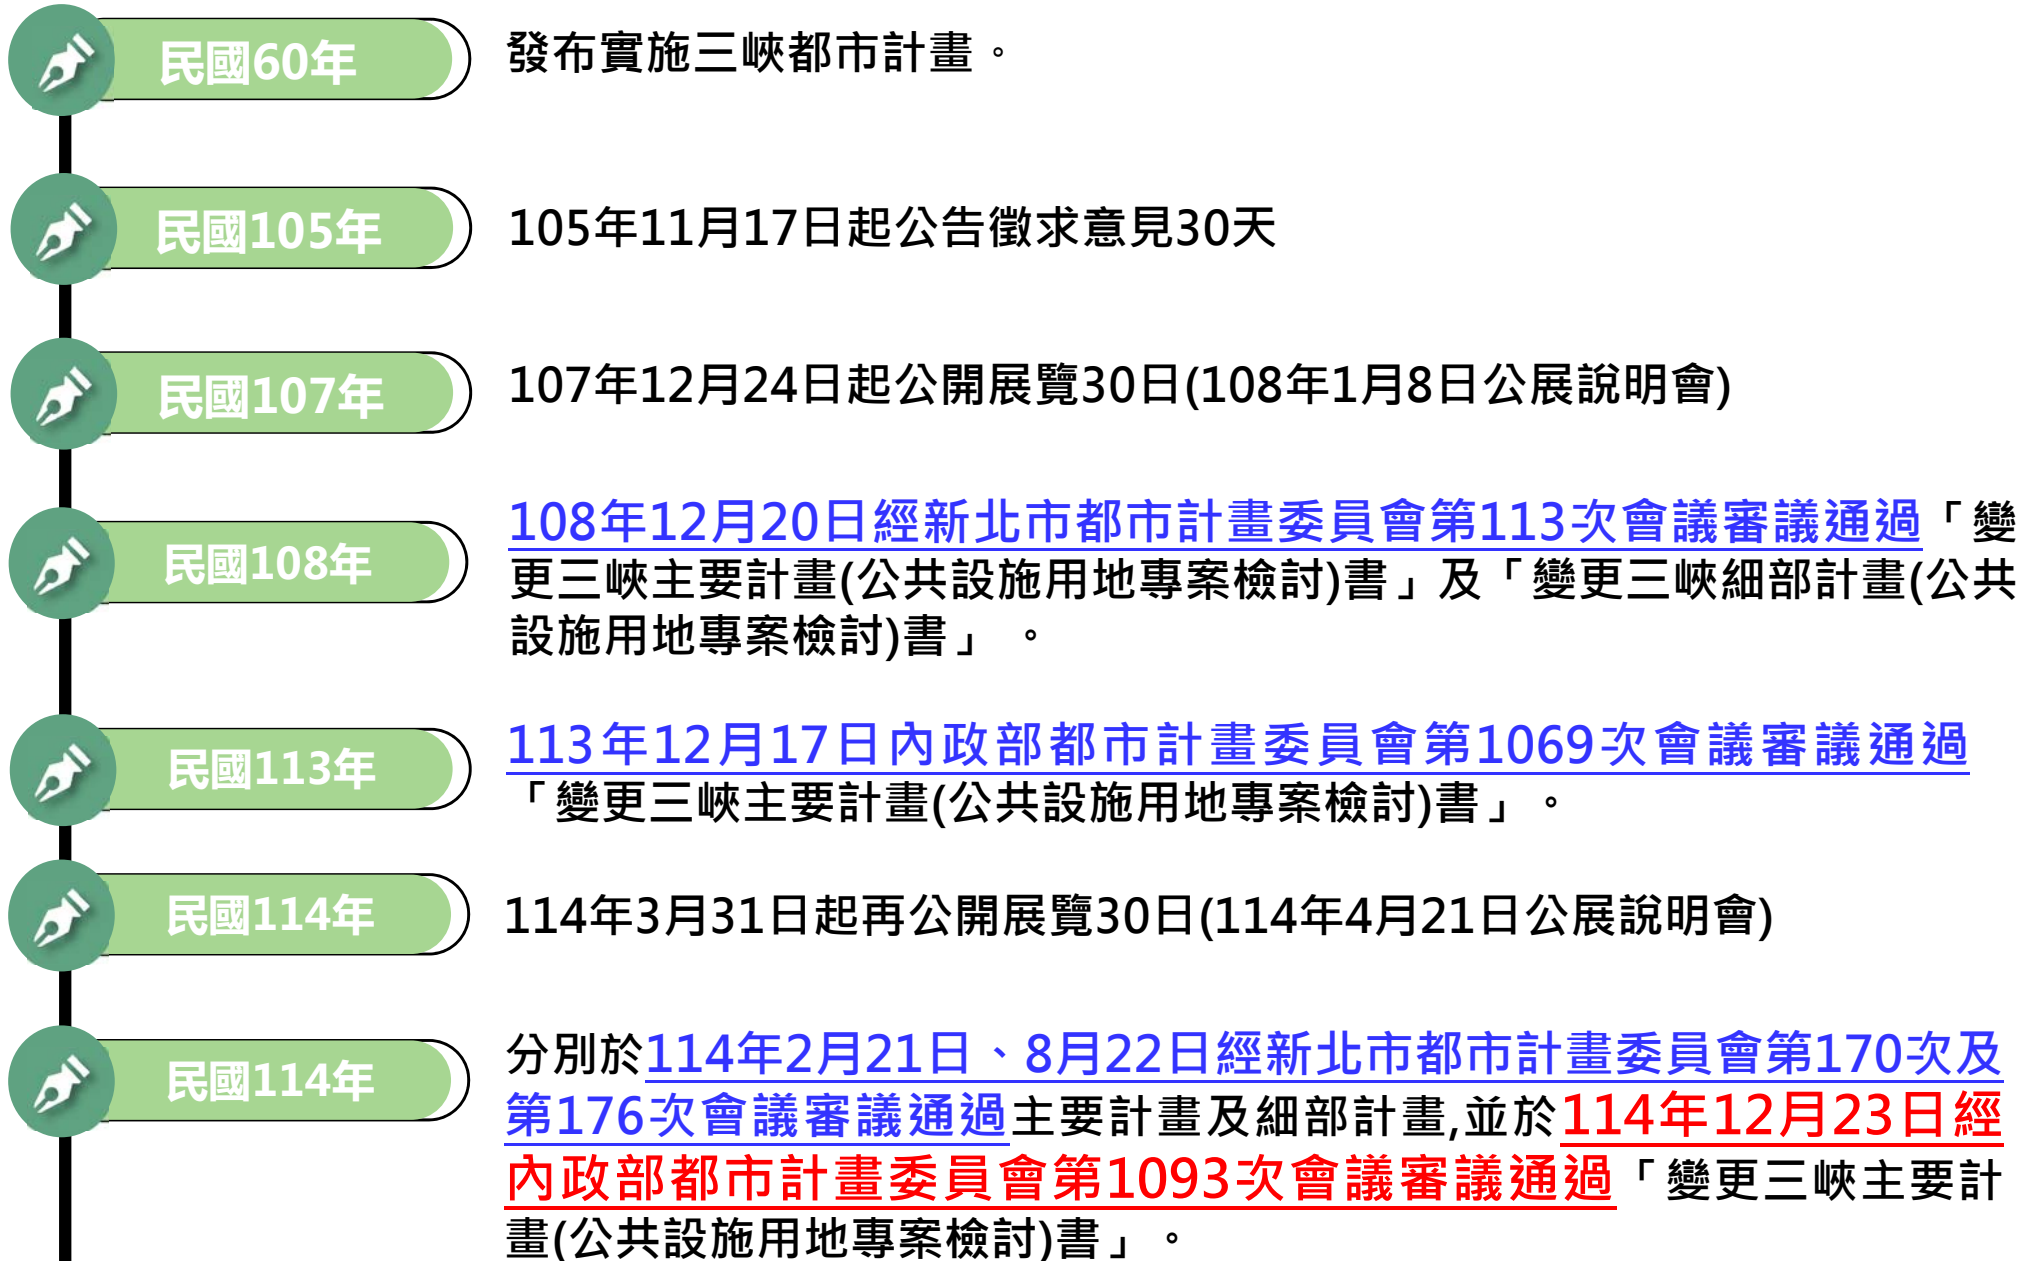 民國60年
發布實施三峽都市計畫。
民國105年
105年11月17日起公告徵求意見30天
民國107年
107年12月24日起公開展覽30日(108年1月8日公展說明會)
民國108年
108年12月20日經新北市都市計畫委員會第113次會議審議通過「變
更三峽主要計畫(公共設施用地專案檢討)書」及「變更三峽細部計畫(公共
設施用地專案檢討)書」 。
民國113年
113年12月17日內政部都市計畫委員會第1069次會議審議通過
「變更三峽主要計畫(公共設施用地專案檢討)書」。
民國114年
114年3月31日起再公開展覽30日(114年4月21日公展說明會)
民國114年
分別於114年2月21日、8月22日經新北市都市計畫委員會第170次及
第176次會議審議通過主要計畫及細部計畫,並於114年12月23日經
內政部都市計畫委員會第1093次會議審議通過「變更三峽主要計
畫(公共設施用地專案檢討)書」。